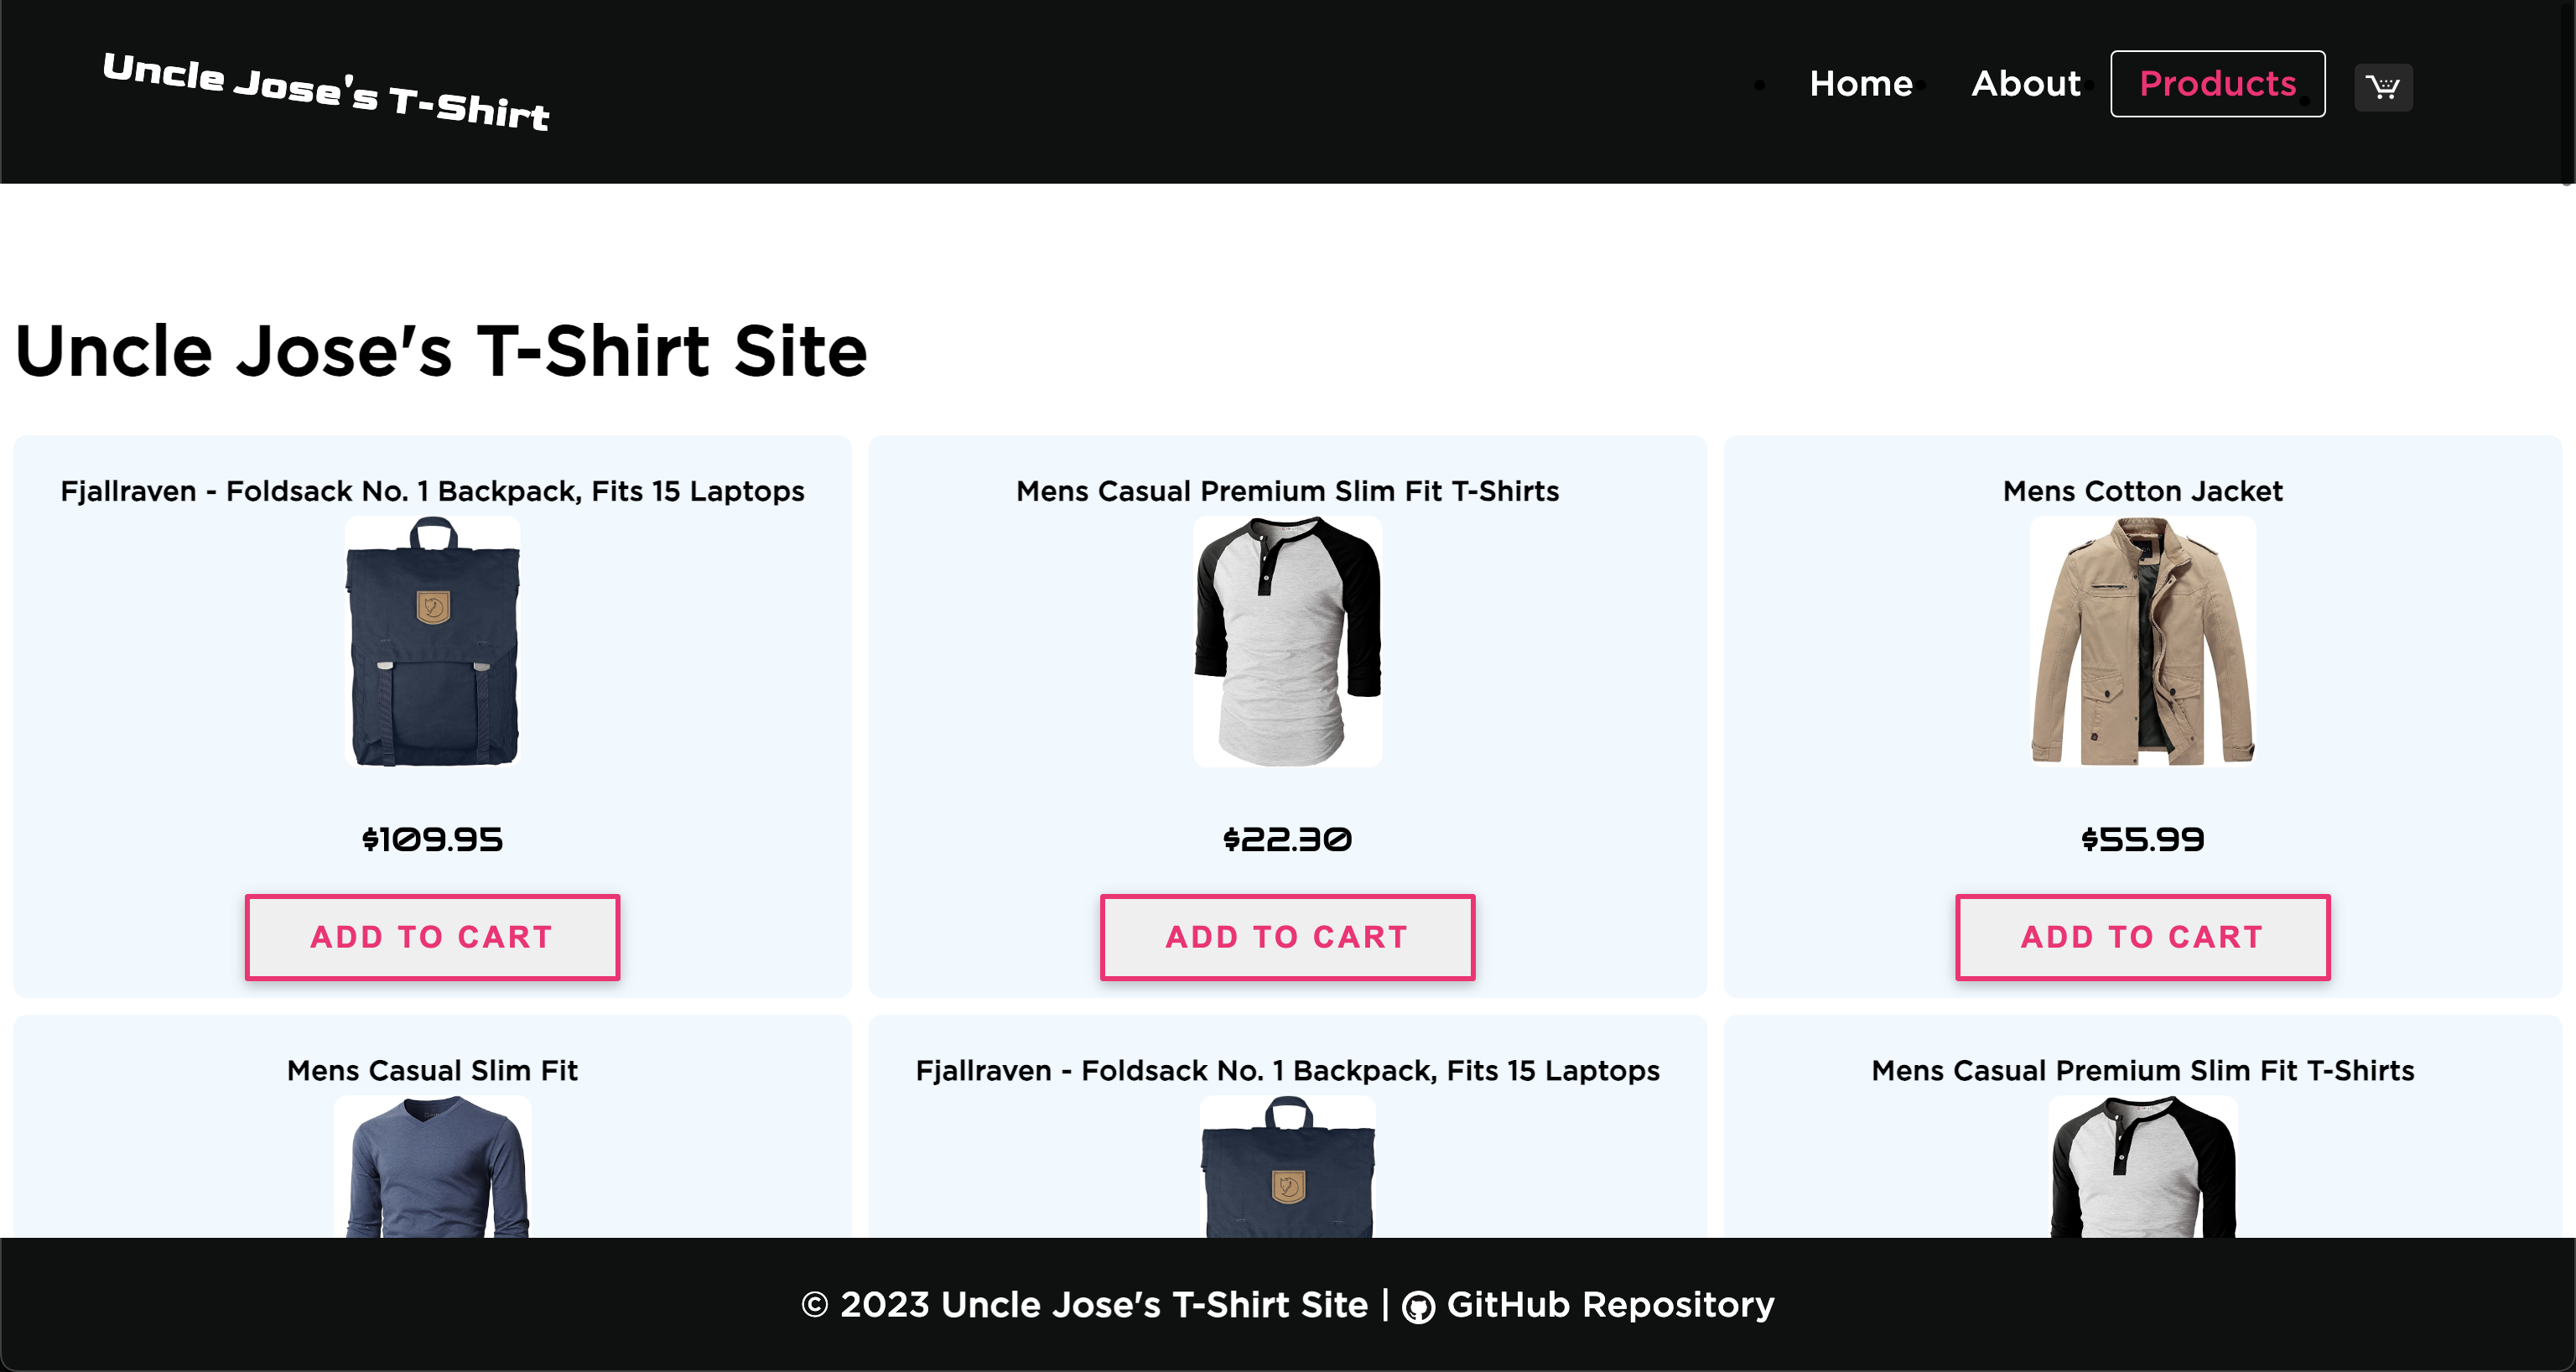 Uncle Jose's T-Shirt
Home About Products
Uncle Jose's T-Shirt Site
Fjallraven - Foldsack No. 1 Backpack, Fits 15 Laptops
$109.95
ADD TO CART
Mens Casual Premium Slim Fit T-Shirts
$22.30
ADD TO CART
Mens Cotton Jacket
$55.99
ADD TO CART
Mens Casual Slim Fit
Fjallraven - Foldsack No. 1 Backpack, Fits 15 Laptops
Mens Casual Premium Slim Fit T-Shirts
© 2023 Uncle Jose's T-Shirt Site | GitHub Repository